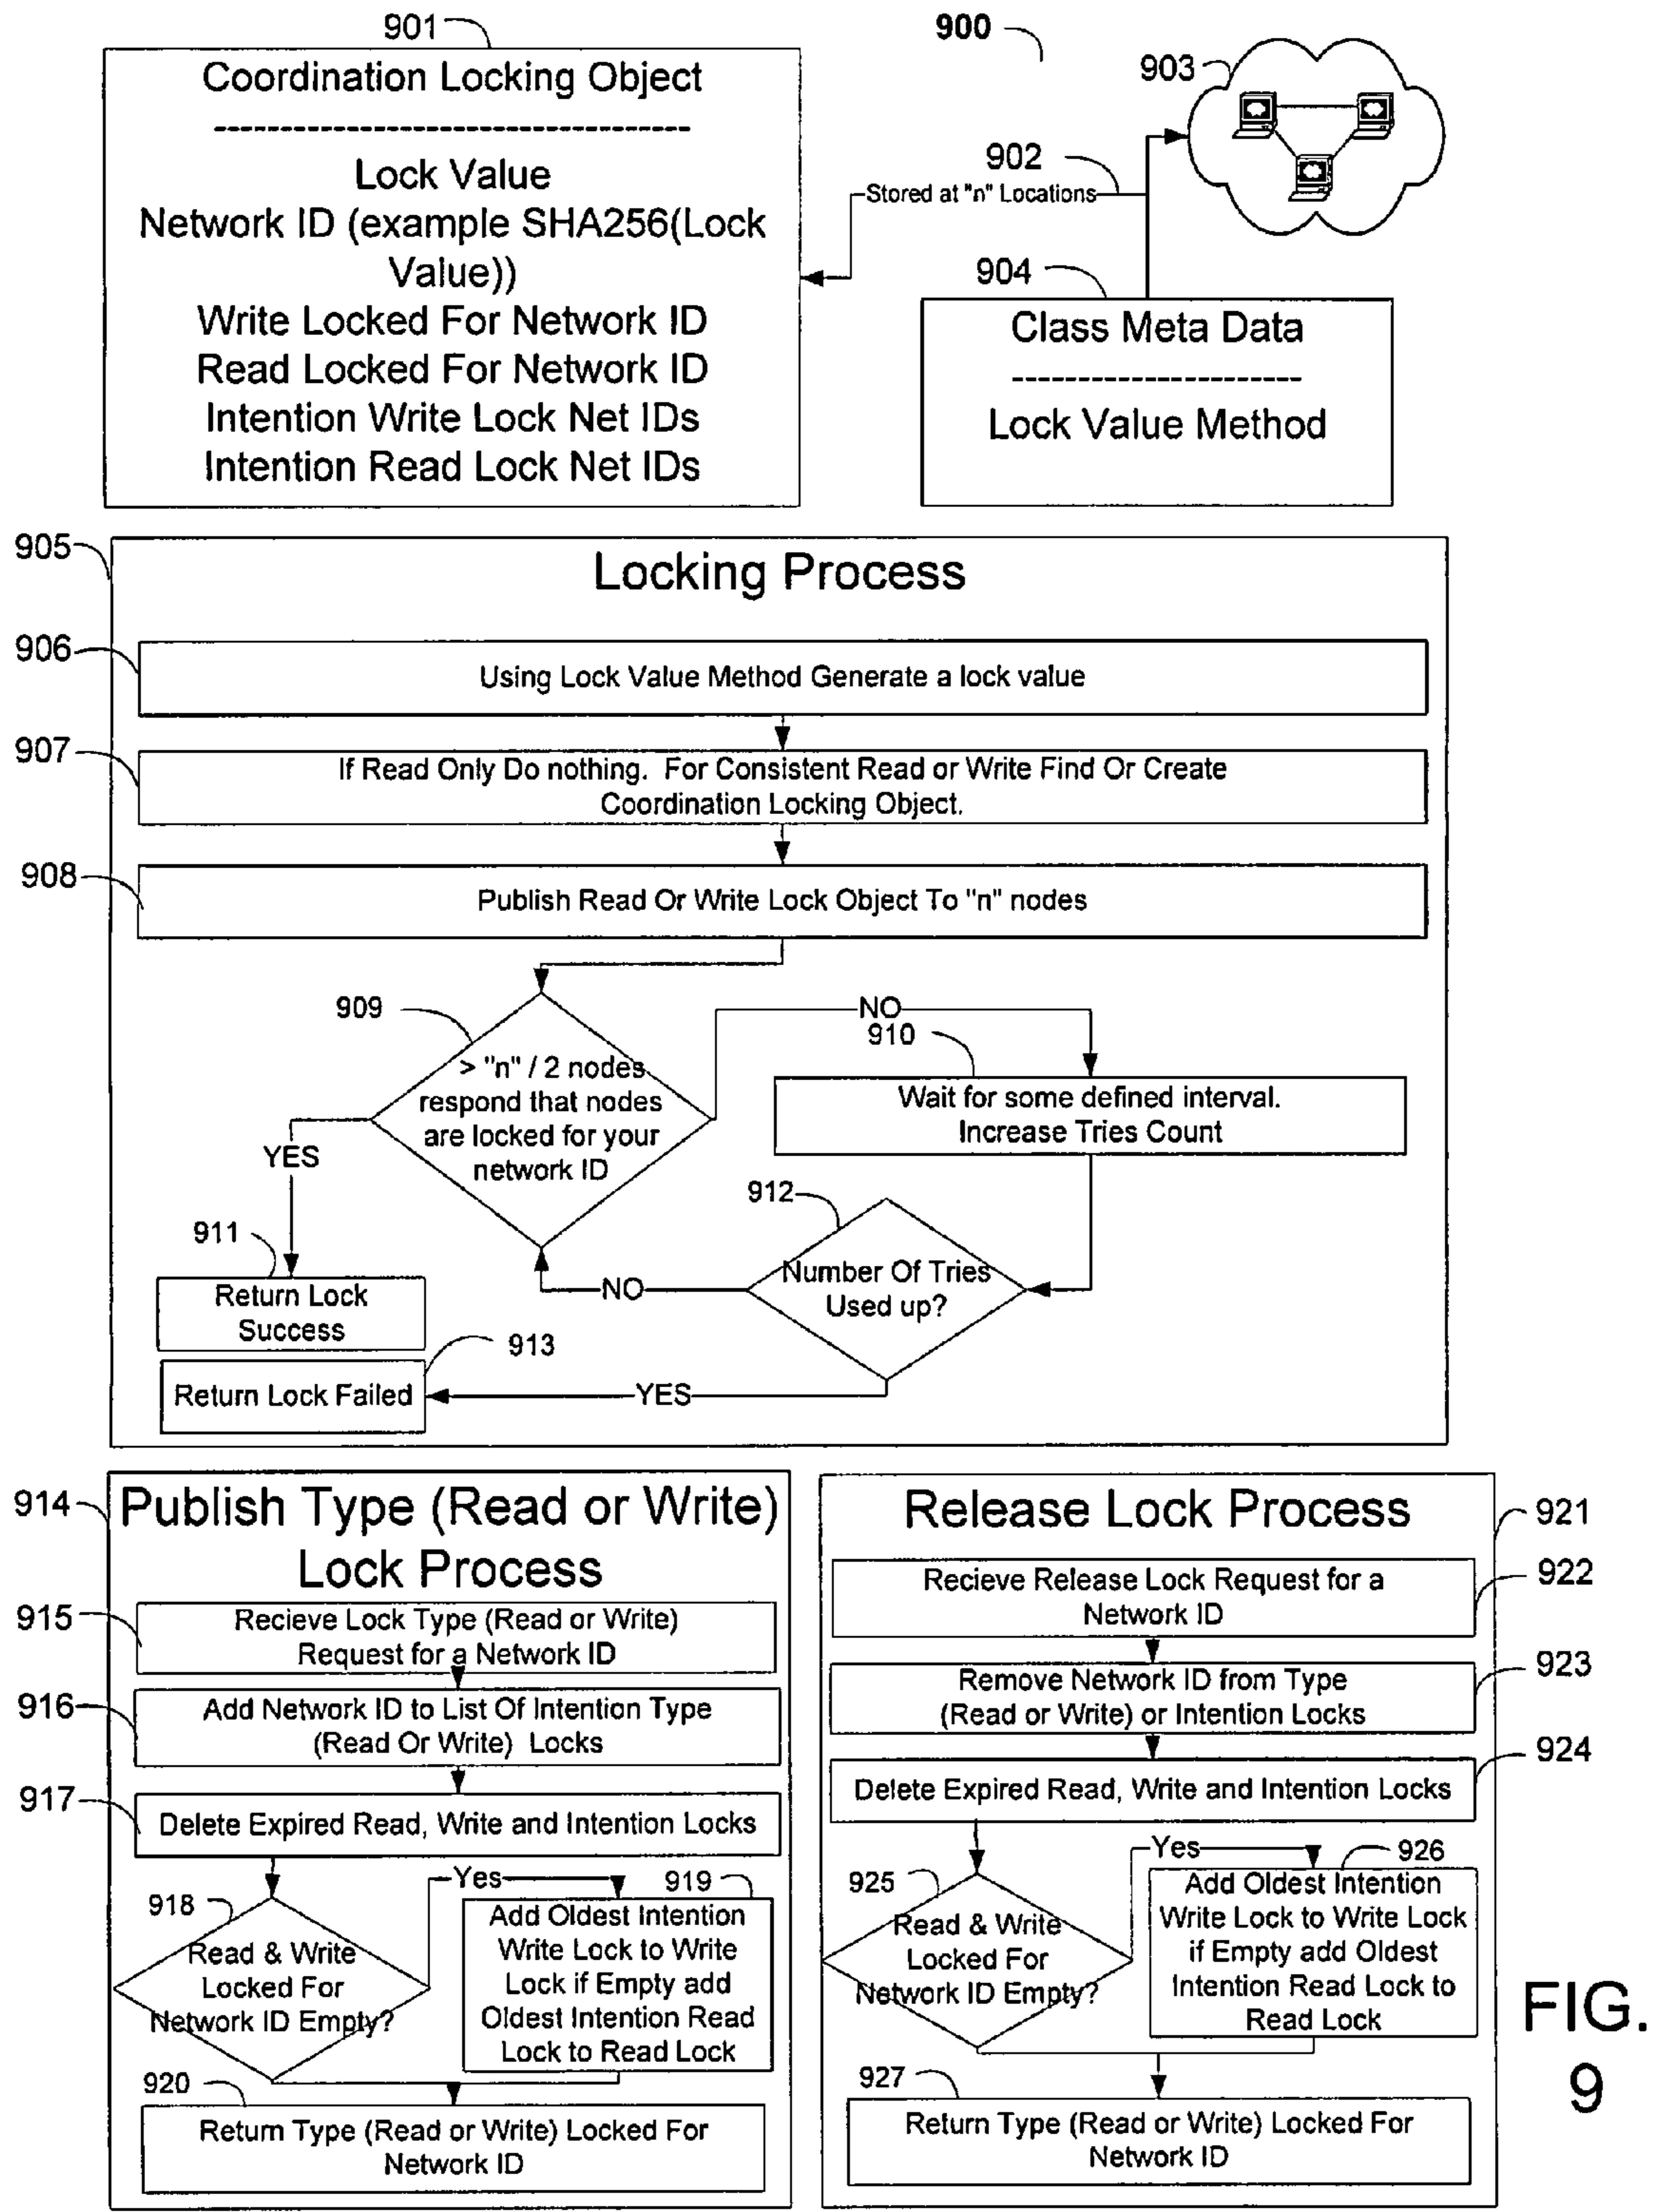 901
900
903
Coordination Locking Object
Lock Value
Network ID (example SHA256(Lock
Value))
Write Locked For Network ID
Read Locked For Network ID
Intention Write Lock Net IDs
Intention Read Lock Net IDs
902
Stored at "n" Locations
904
Class Meta Data
Lock Value Method
905
Locking Process
906
Using Lock Value Method Generate a lock value
907
If Read Only Do nothing. For Consistent Read or Write Find Or Create
Coordination Locking Object.
908
Publish Read Or Write Lock Object To "n" nodes
909
> "n" / 2 nodes
respond that nodes
are locked for your
network ID
NO
910
Wait for some defined interval.
Increase Tries Count
YES
912
Number Of Tries
Used up?
NO
911
Return Lock
Success
913
Return Lock Failed
YES
914
Publish Type (Read or Write)
Lock Process
915
Recieve Lock Type (Read or Write)
Request for a Network ID
916
Add Network ID to List Of Intention Type
(Read Or Write) Locks
917
Delete Expired Read, Write and Intention Locks
918
Read & Write
Locked For
Network ID Empty?
Yes
919
Add Oldest Intention
Write Lock to Write
Lock if Empty add
Oldest Intention Read
Lock to Read Lock
920
Return Type (Read or Write) Locked For
Network ID
Release Lock Process
921
Recieve Release Lock Request for a
Network ID
922
Remove Network ID from Type
(Read or Write) or Intention Locks
923
Delete Expired Read, Write and Intention Locks
924
925
Read & Write
Locked For
Network ID Empty?
Yes
926
Add Oldest Intention
Write Lock to Write Lock
if Empty add Oldest
Intention Read Lock to
Read Lock
927
Return Type (Read or Write) Locked For
Network ID
FIG.
9